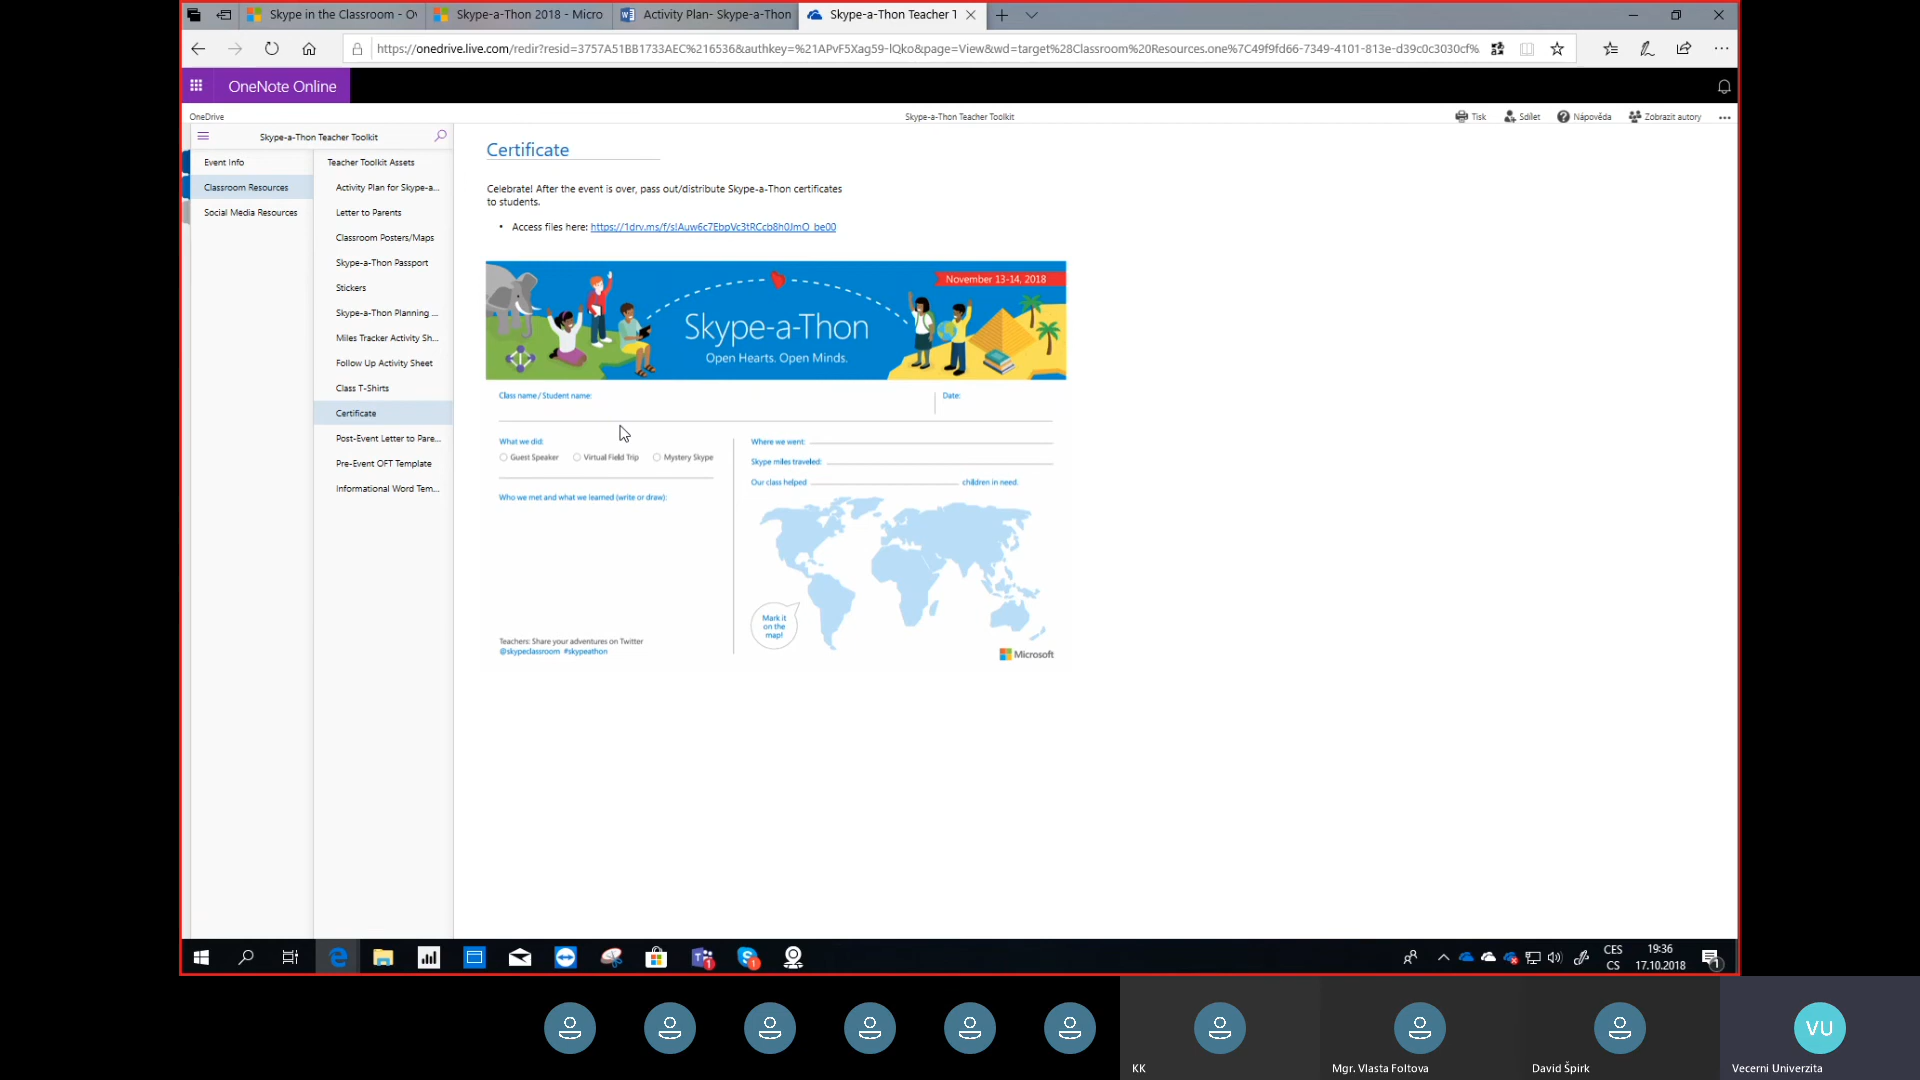 Skype in the Classroom - Ov
Skype-a-Thon 2018 - Micro
Activity Plan- Skype-a-Thon
Skype-a-Thon Teacher T
https://onedrive.live.com/redir?resid=3757A51BB1733AEC%216536&authkey=%21APvF5Xag59-lQko&page=View&wd=target%28Classroom%20Resources.one%7C49f9fd66-7349-4101-813e-d39c0c3030cf%
OneNote Online
OneDrive
Skype-a-Thon Teacher Toolkit
Tisk
Sdílet
Nápověda
Zobrazit autory
Skype-a-Thon Teacher Toolkit
Event Info
Classroom Resources
Social Media Resources
Teacher Toolkit Assets
Activity Plan for Skype-a...
Letter to Parents
Classroom Posters/Maps
Skype-a-Thon Passport
Stickers
Skype-a-Thon Planning ...
Miles Tracker Activity Sh...
Follow Up Activity Sheet
Class T-Shirts
Certificate
Post-Event Letter to Pare...
Pre-Event OFT Template
Informational Word Tem...
Certificate
Celebrate! After the event is over, pass out/distribute Skype-a-Thon certificates
to students.
• Access files here: https://1drv.ms/f/s!Auw6c7EbpVc3tRCcb8h0JmO_be00
November 13-14, 2018
Skype-a-Thon
Open Hearts. Open Minds.
Class name / Student name:
Date:
What we did:
Guest Speaker
Virtual Field Trip
Mystery Skype
Who we met and what we learned (write or draw):
Where we went:
Skype miles traveled:
Our class helped
children in need.
Mark it
on the
map!
Teachers: Share your adventures on Twitter
@skypeclassroom #skypeathon
Microsoft
CES
CS
19:36
17.10.2018
1
KK
Mgr. Vlasta Foltova
David Špirk
VU
Vecerni Univerzita